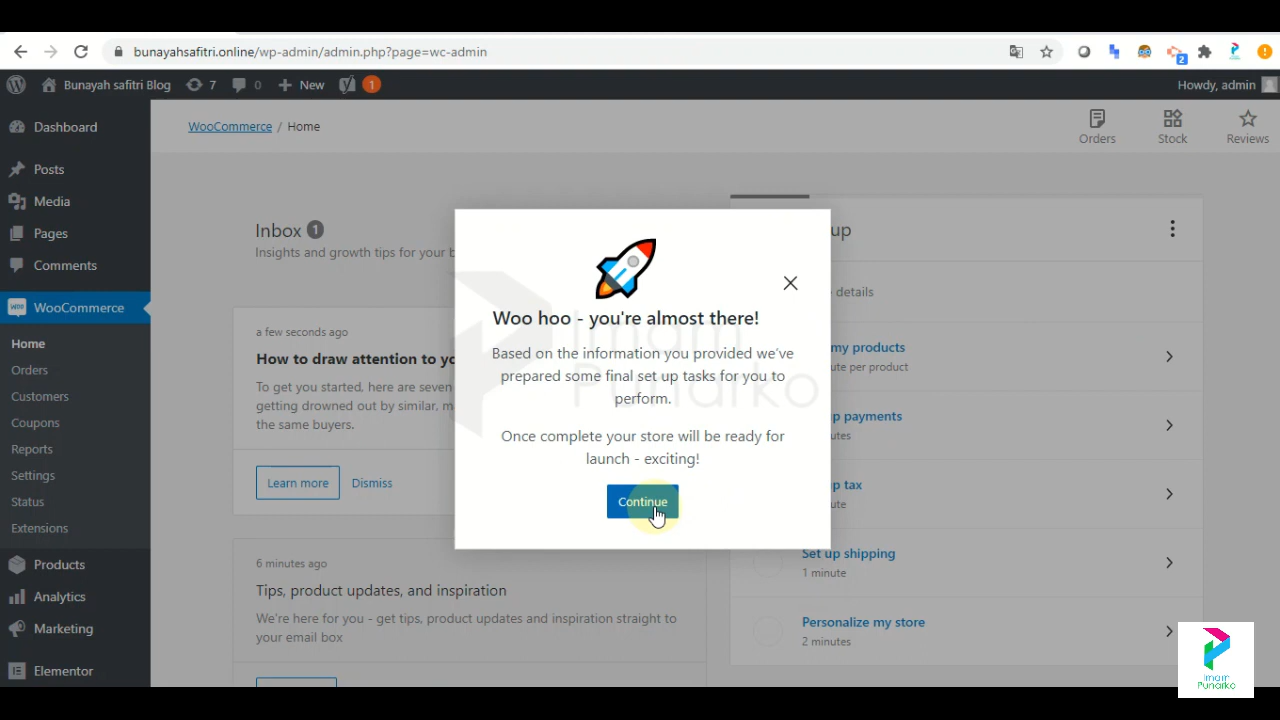 bunayahsafitri.online/wp-admin/admin.php?page=wc-admin
2
Bunayah safitri Blog
7
0
New
1
Howdy, admin
Dashboard
Posts
Media
Pages
Comments
WooCommerce
Home
Orders
Customers
Coupons
Reports
Settings
Status
Extensions
Products
Analytics
Marketing
Elementor
WooCommerce / Home
Orders
Stock
Reviews
Inbox 1
Insights and growth tips for your b
a few seconds ago
How to draw attention to yo
To get you started, here are seven
getting drowned out by similar, m
the same buyers.
Learn more
Dismiss
6 minutes ago
Tips, product updates, and inspiration
We're here for you - get tips, product updates and inspiration straight to
your email box
Woo hoo - you're almost there!
Based on the information you provided we've
prepared some final set up tasks for you to
perform.
Once complete your store will be ready for
launch - exciting!
Continue
Imam
Punarko
up
details
my products
ute per product
p payments
utes
p tax
ute
Set up shipping
1 minute
Personalize my store
2 minutes
Imam
Punarko